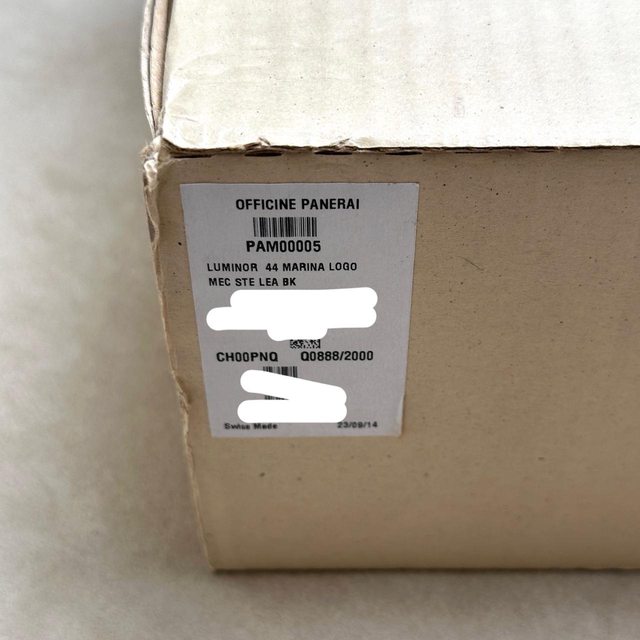 OFFICINE PANERAI
PAM00005
LUMINOR 44 MARINA LOGO
MEC STE LEA BK
CH00PNQ Q0888/2000
Swiss Made 23/09/14